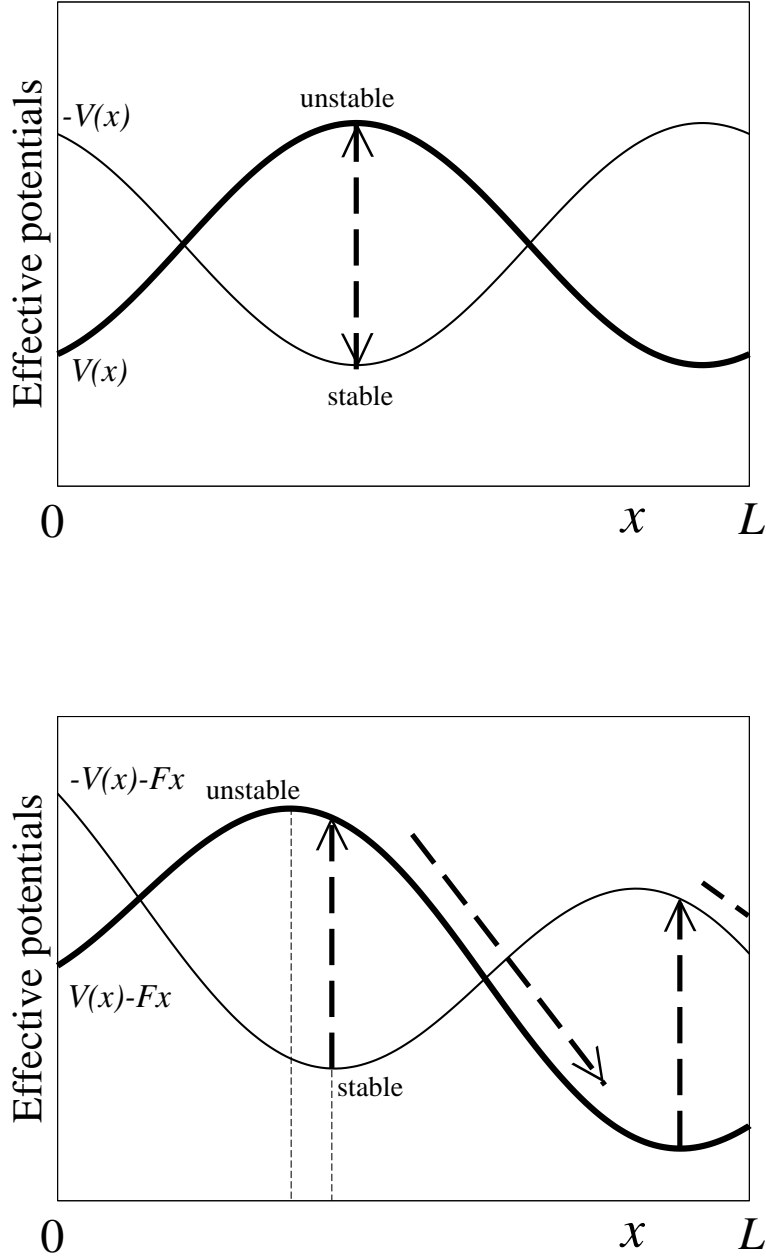 Effective potentials
-V(x)
unstable
V(x)
stable
0
x
L
Effective potentials
-V(x)-Fx
unstable
V(x)-Fx
stable
0
x
L